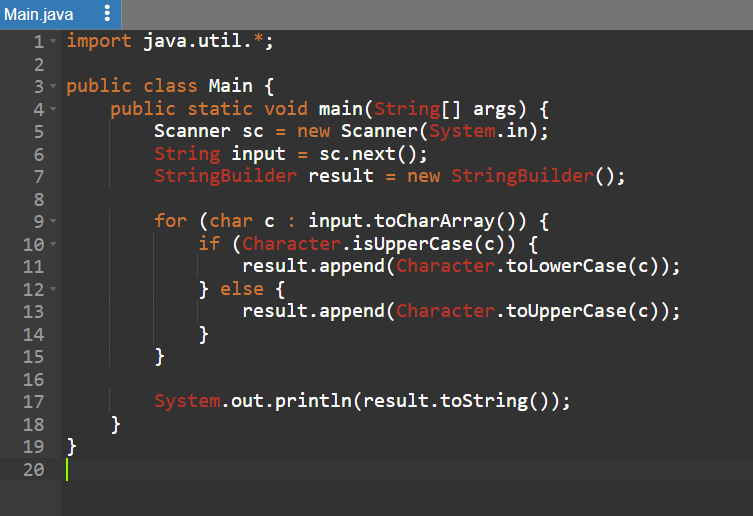 Main.java
1 import java.util.*;
2
3 public class Main {
4     public static void main(String[] args) {
5         Scanner sc = new Scanner(System.in);
6         String input = sc.next();
7         StringBuilder result = new StringBuilder();
8
9         for (char c : input.toCharArray()) {
10             if (Character.isUpperCase(c)) {
11                 result.append(Character.toLowerCase(c));
12             } else {
13                 result.append(Character.toUpperCase(c));
14             }
15         }
16
17         System.out.println(result.toString());
18     }
19 }
20